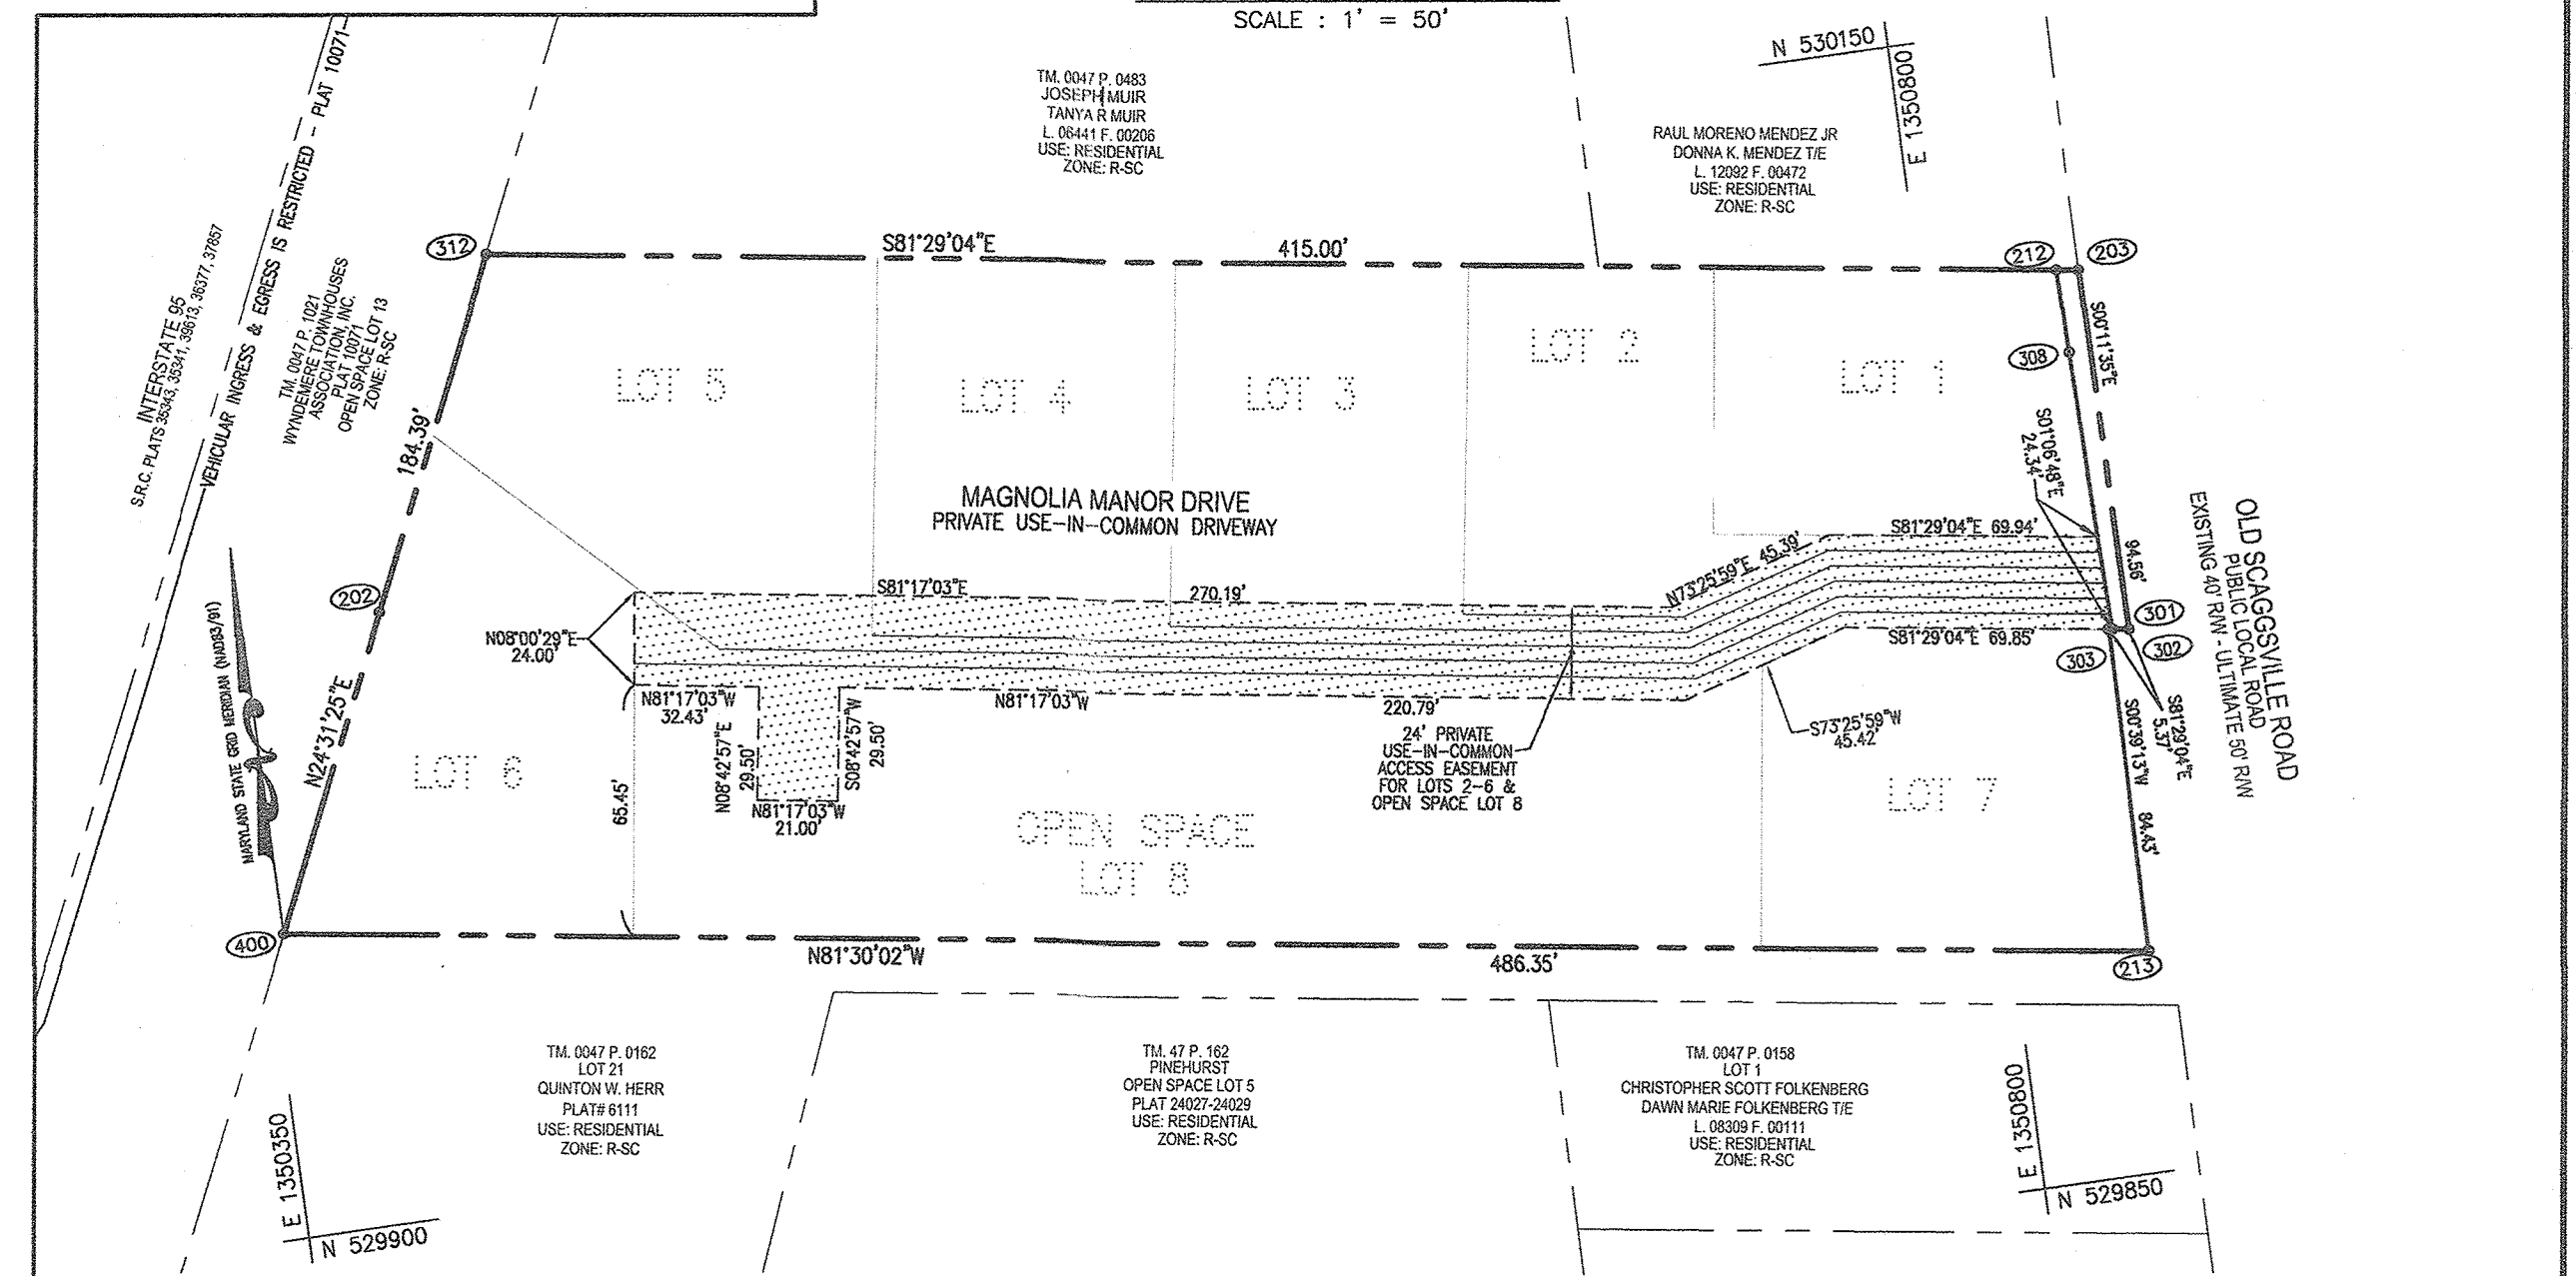 SCALE : 1' = 50'
N 530150
E 1350800
TM. 0047 P. 0483
JOSEPH MUIR
TANYA R MUIR
L. 06441 F. 00206
USE: RESIDENTIAL
ZONE: R-SC
RAUL MORENO MENDEZ JR
DONNA K. MENDEZ T/E
L. 12092 F. 00472
USE: RESIDENTIAL
ZONE: R-SC
VEHICULAR INGRESS & EGRESS IS RESTRICTED - PLAT 10071
INTERSTATE 95
S.R.C. PLATS 35343, 35341, 39613, 36377, 37857
TM. 0047 P. 1021
WYNDEMERE TOWNHOUSES
ASSOCIATION, INC.
PLAT 10071
OPEN SPACE LOT 13
ZONE: R-SC
312
S81°29'04"E
415.00'
212
203
S00°11'35"E
308
LOT 5
LOT 4
LOT 3
LOT 2
LOT 1
184.39'
S01°06'48"E
24.34'
MAGNOLIA MANOR DRIVE
PRIVATE USE-IN-COMMON DRIVEWAY
S81°29'04"E 69.94'
N73°25'59"E 45.39'
94.56'
OLD SCAGSVILLE ROAD
PUBLIC LOCAL ROAD
EXISTING 40' R/W - ULTIMATE 50' R/W
202
S81°17'03"E
270.19'
301
302
303
S81°29'04"E 69.85'
N08°00'29"E
24.00'
MARYLAND STATE GRID MERIDIAN (NAD83/91)
N24°31'25"E
N81°17'03"W
32.43'
N08°42'57"E
29.50'
S08°42'57"W
29.50'
N81°17'03"W
21.00'
N81°17'03"W
220.79'
24' PRIVATE
USE-IN-COMMON
ACCESS EASEMENT
FOR LOTS 2-6 &
OPEN SPACE LOT 8
S73°25'59"W
45.42'
S81°29'04"E
5.37'
S00°39'13"W
84.43'
LOT 6
65.45'
OPEN SPACE
LOT 8
LOT 7
400
N81°30'02"W
486.35'
213
TM. 0047 P. 0162
LOT 21
QUINTON W. HERR
PLAT# 6111
USE: RESIDENTIAL
ZONE: R-SC
TM. 47 P. 162
PINEHURST
OPEN SPACE LOT 5
PLAT 24027-24029
USE: RESIDENTIAL
ZONE: R-SC
TM. 0047 P. 0158
LOT 1
CHRISTOPHER SCOTT FOLKENBERG
DAWN MARIE FOLKENBERG T/E
L. 08309 F. 00111
USE: RESIDENTIAL
ZONE: R-SC
E 1350350
N 529900
E 1350800
N 529850